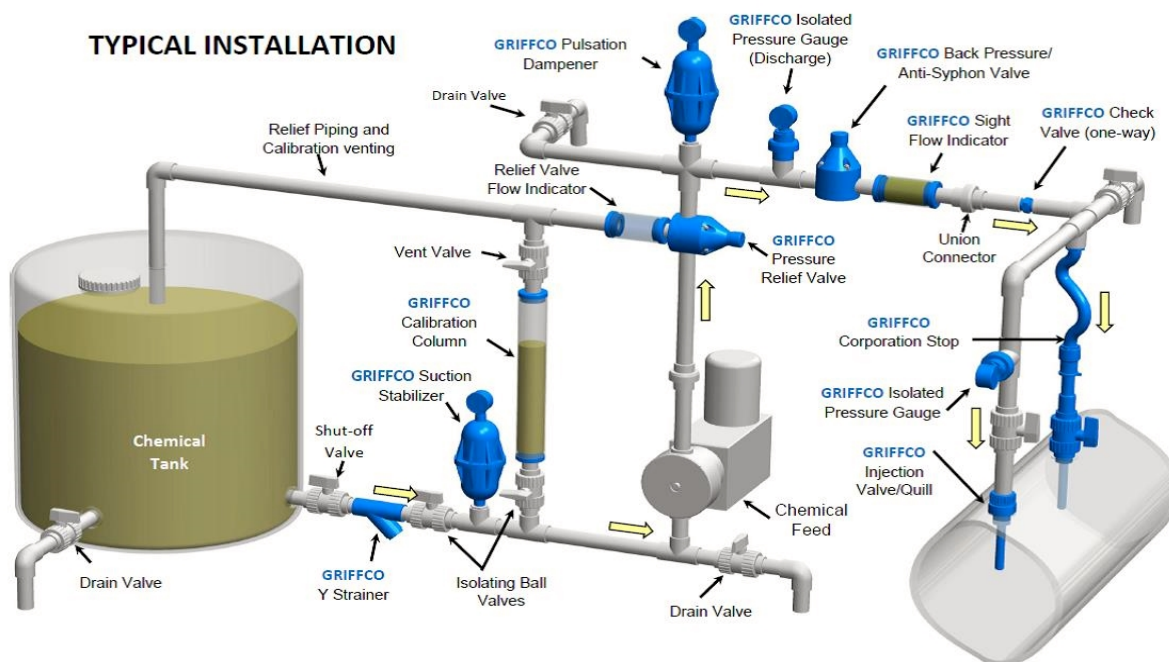 TYPICAL INSTALLATION
GRIFFCO Pulsation
Dampener
GRIFFCO Isolated
Pressure Gauge
(Discharge)
GRIFFCO Back Pressure/
Anti-Syphon Valve
Drain Valve
GRIFFCO Sight
Flow Indicator
GRIFFCO Check
Valve (one-way)
Relief Piping and
Calibration venting
Relief Valve
Flow Indicator
Vent Valve
GRIFFCO
Pressure
Relief Valve
Union
Connector
GRIFFCO
Calibration
Column
GRIFFCO
Corporation Stop
GRIFFCO Suction
Stabilizer
GRIFFCO Isolated
Pressure Gauge
Chemical
Tank
Shut-off
Valve
GRIFFCO
Injection
Valve/Quill
Chemical
Feed
Drain Valve
GRIFFCO
Y Strainer
Isolating Ball
Valves
Drain Valve